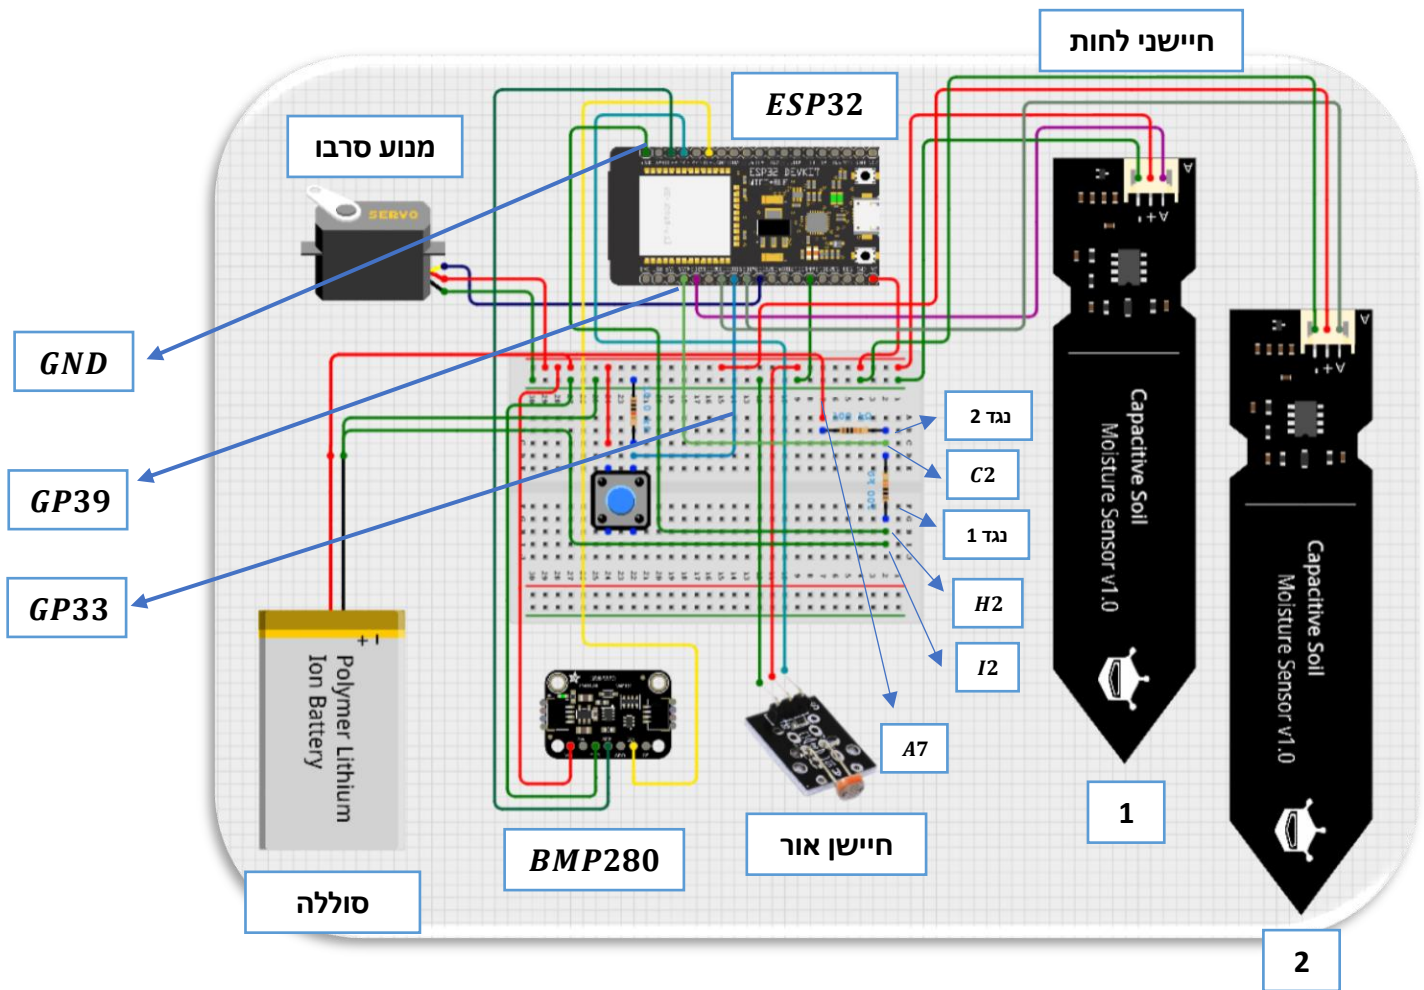 חיישני לחות
ESP32
מנוע סרבו
SERVO
ESP32 DEVKIT
A
A
GND
Capacitive Soil
Moisture Sensor v1.0
Capacitive Soil
Moisture Sensor v1.0
נגד 2
C2
נגד 1
H2
I2
A7
GP39
GP33
+ -
Polymer Lithium
Ion Battery
1
BMP280
חיישן אור
סוללה
2